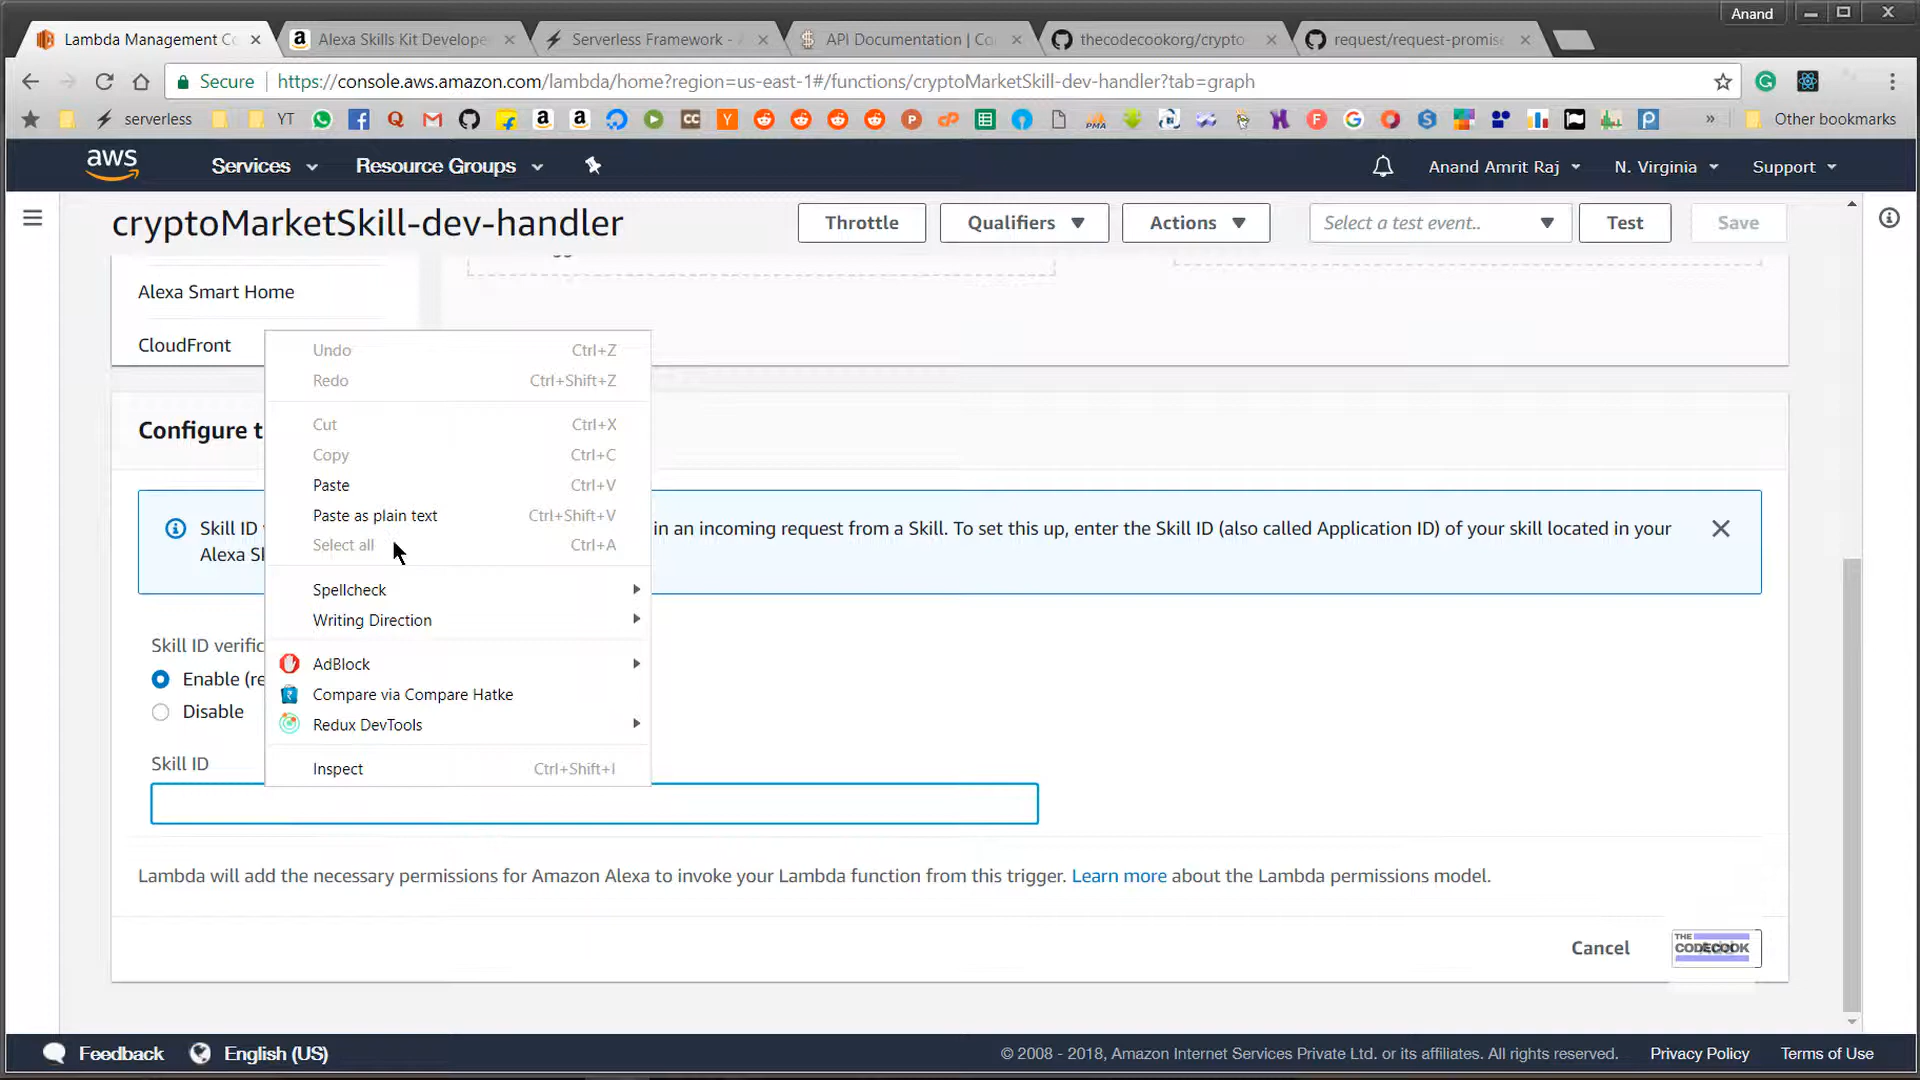 Anand
Lambda Management Co
Alexa Skills Kit Develope
Serverless Framework -
API Documentation | Co
thecodecookorg/crypto
request/request-promise
Secure
https://console.aws.amazon.com/lambda/home?region=us-east-1#/functions/cryptoMarketSkill-dev-handler?tab=graph
serverless
YT
Other bookmarks
aws
Services
Resource Groups
Anand Amrit Raj
N. Virginia
Support
cryptoMarketSkill-dev-handler
Throttle
Qualifiers
Actions
Select a test event..
Test
Save
Alexa Smart Home
CloudFront
Undo Ctrl+Z
Redo Ctrl+Shift+Z
Cut Ctrl+X
Copy Ctrl+C
Paste Ctrl+V
Paste as plain text Ctrl+Shift+V
Select all Ctrl+A
Spellcheck
Writing Direction
AdBlock
Compare via Compare Hatke
Redux DevTools
Inspect Ctrl+Shift+I
Configure t
Skill ID
in an incoming request from a Skill. To set this up, enter the Skill ID (also called Application ID) of your skill located in your
Alexa Sk
Skill ID verific
Enable (re
Disable
Skill ID
Lambda will add the necessary permissions for Amazon Alexa to invoke your Lambda function from this trigger. Learn more about the Lambda permissions model.
Cancel
THE
CODECOOK
Feedback
English (US)
© 2008 - 2018, Amazon Internet Services Private Ltd. or its affiliates. All rights reserved.
Privacy Policy
Terms of Use